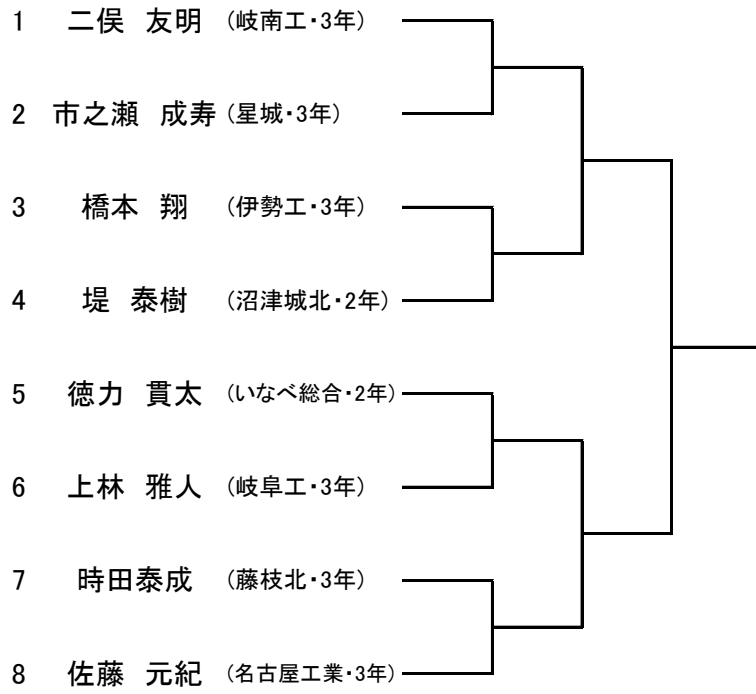 1 二俣 友明 (岐南工・3年)
2 市之瀬 成寿 (星城・3年)
3 橋本 翔 (伊勢工・3年)
4 堤 泰樹 (沼津城北・2年)
5 徳力 貫太 (いなべ総合・2年)
6 上林 雅人 (岐阜工・3年)
7 時田泰成 (藤枝北・3年)
8 佐藤 元紀 (名古屋工業・3年)